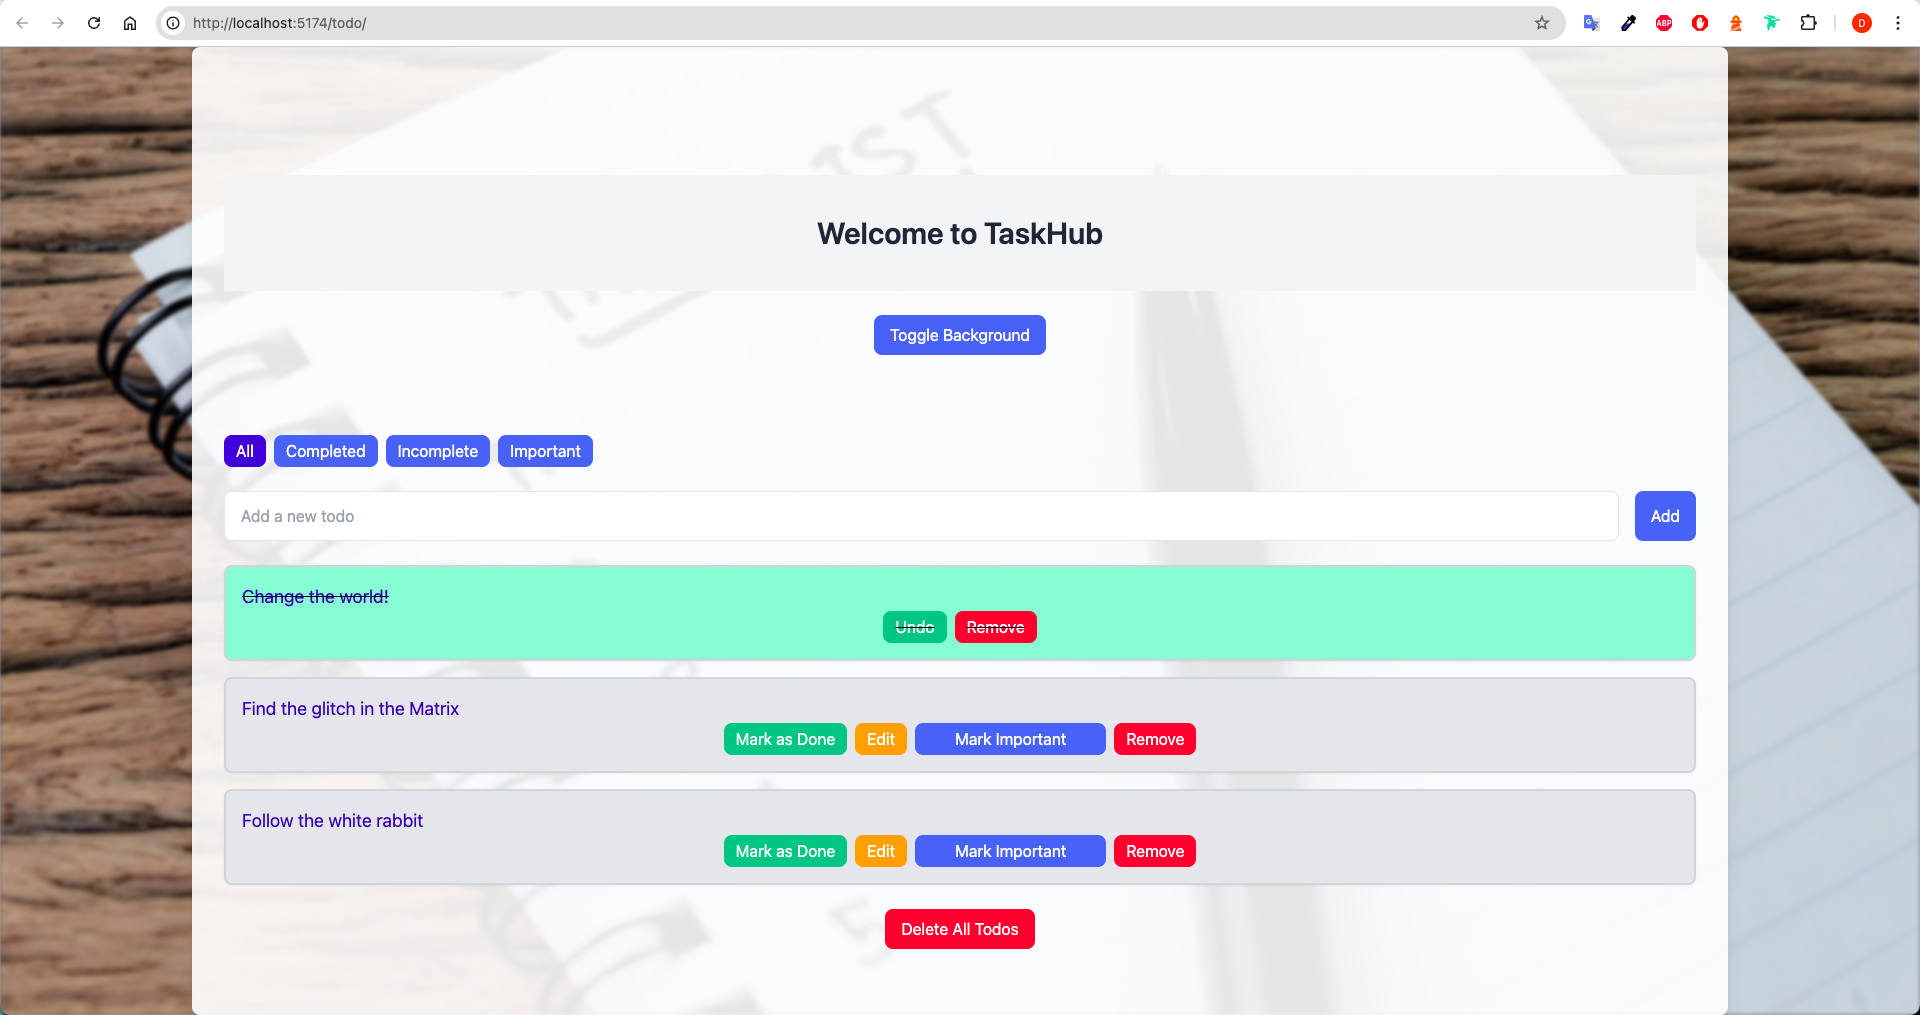 http://localhost:5174/todo/
ABP
D
Welcome to TaskHub
Toggle Background
All Completed Incomplete Important
Add a new todo
Add
Change the world!
Undo Remove
Find the glitch in the Matrix
Mark as Done Edit Mark Important Remove
Follow the white rabbit
Mark as Done Edit Mark Important Remove
Delete All Todos